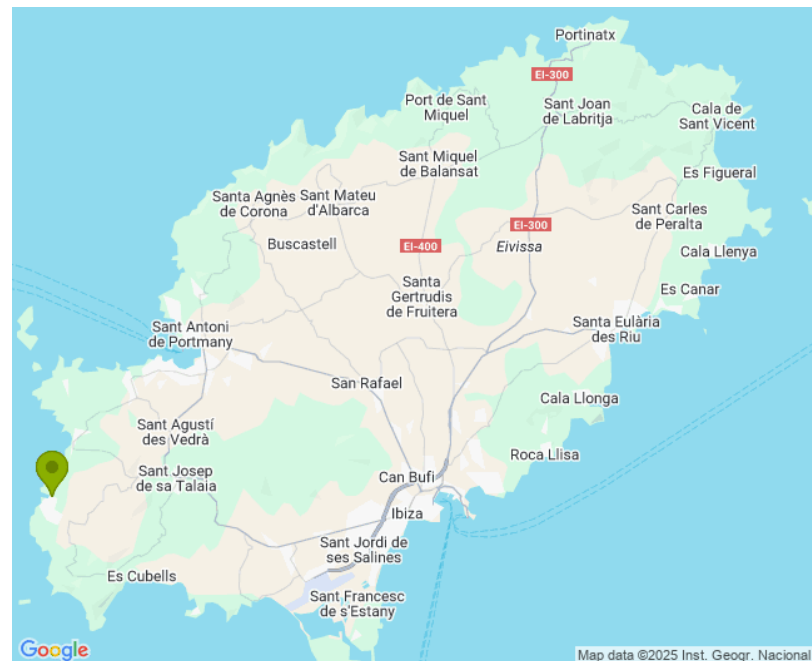 Portinatx
EI-300
Port de Sant
Miquel
Sant Joan
de Labritja
Cala de
Sant Vicent
Sant Miquel
de Balansat
Es Figueral
Santa Agnès
de Corona
Sant Mateu
d'Albarca
Sant Carles
de Peralta
EI-300
Buscastell
EI-400
Eivissa
Cala Llenya
Santa
Gertrudis
de Fruitera
Es Canar
Sant Antoni
de Portmany
Santa Eulària
des Riu
San Rafael
Cala Llonga
Sant Agustí
des Vedrà
Roca Llisa
Sant Josep
de sa Talaia
Can Bufi
Ibiza
Sant Jordi de
ses Salines
Es Cubells
Sant Francesc
de s'Estany
Google
Map data ©2025 Inst. Geogr. Nacional